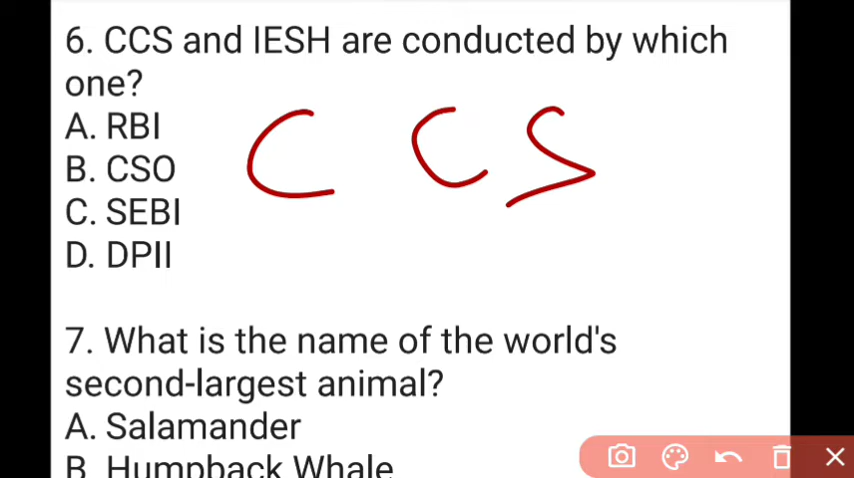 6. CCS and IESH are conducted by which
one?
A. RBI
B. CSO
C. SEBI
D. DPII
C C S
7. What is the name of the world's
second-largest animal?
A. Salamander
B. Humpback Whale